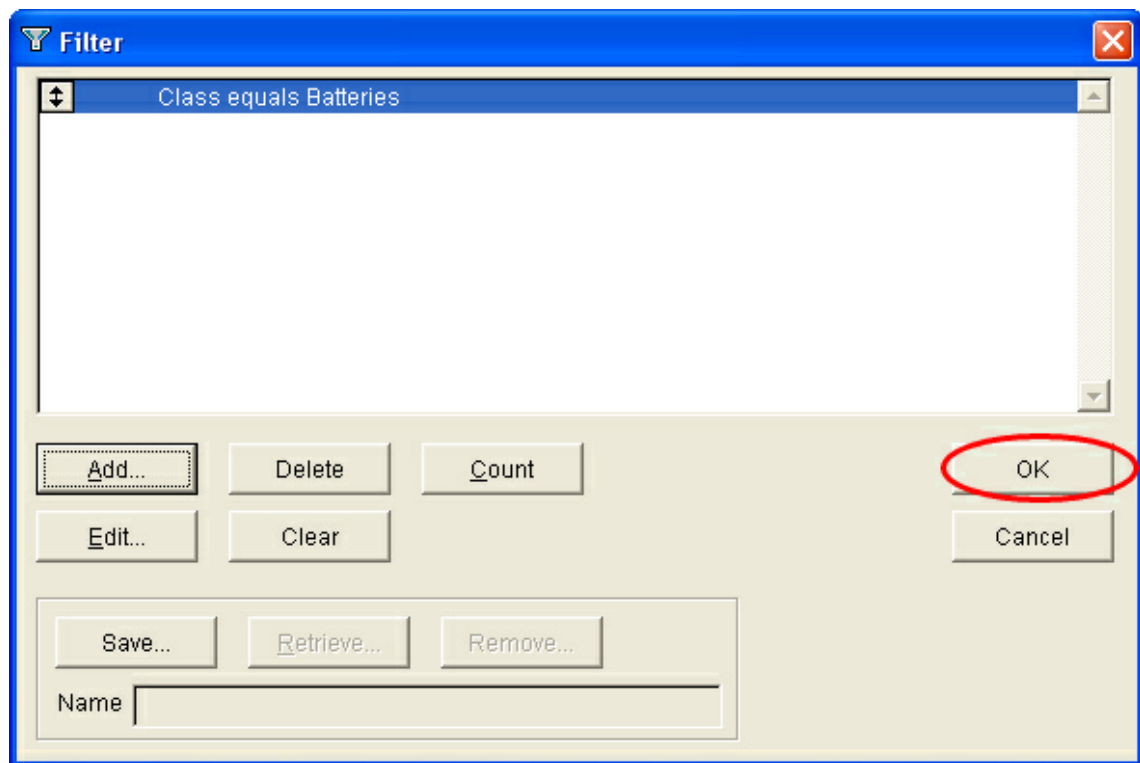 Filter
Class equals Batteries
Add... Delete Count OK
Edit... Clear Cancel
Save... Retrieve... Remove...
Name